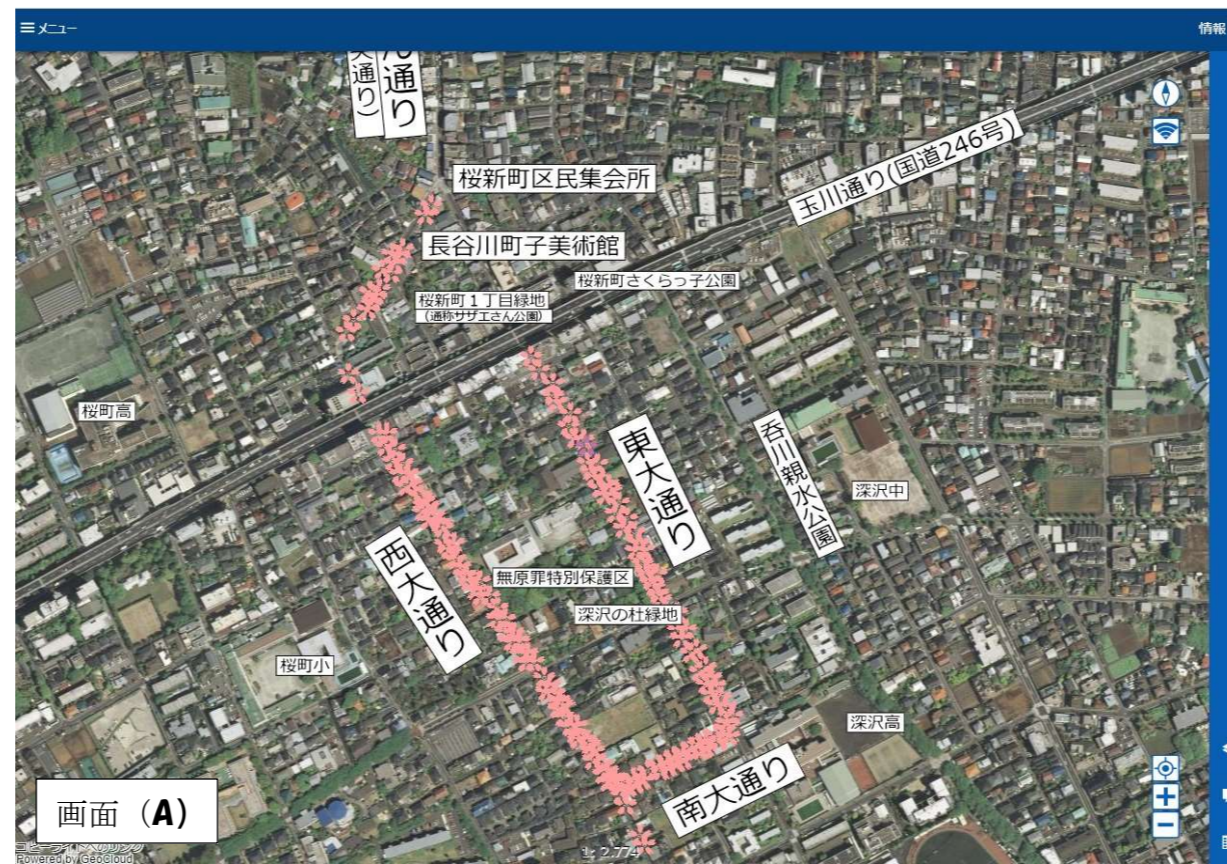 メニュー
情報
通り)
ん通り
桜新町区民集会所
玉川通り(国道246号)
長谷川町子美術館
桜新町さくらっ子公園
桜新町1丁目緑地
(通称サザエさん公園)
桜町高
東大通り
呑川親水公園
深沢中
西大通り
無原罪特別保護区
深沢の杜緑地
桜町小
深沢高
南大通り
画面 (A)
1: 2,774
Powered by GeoCloud